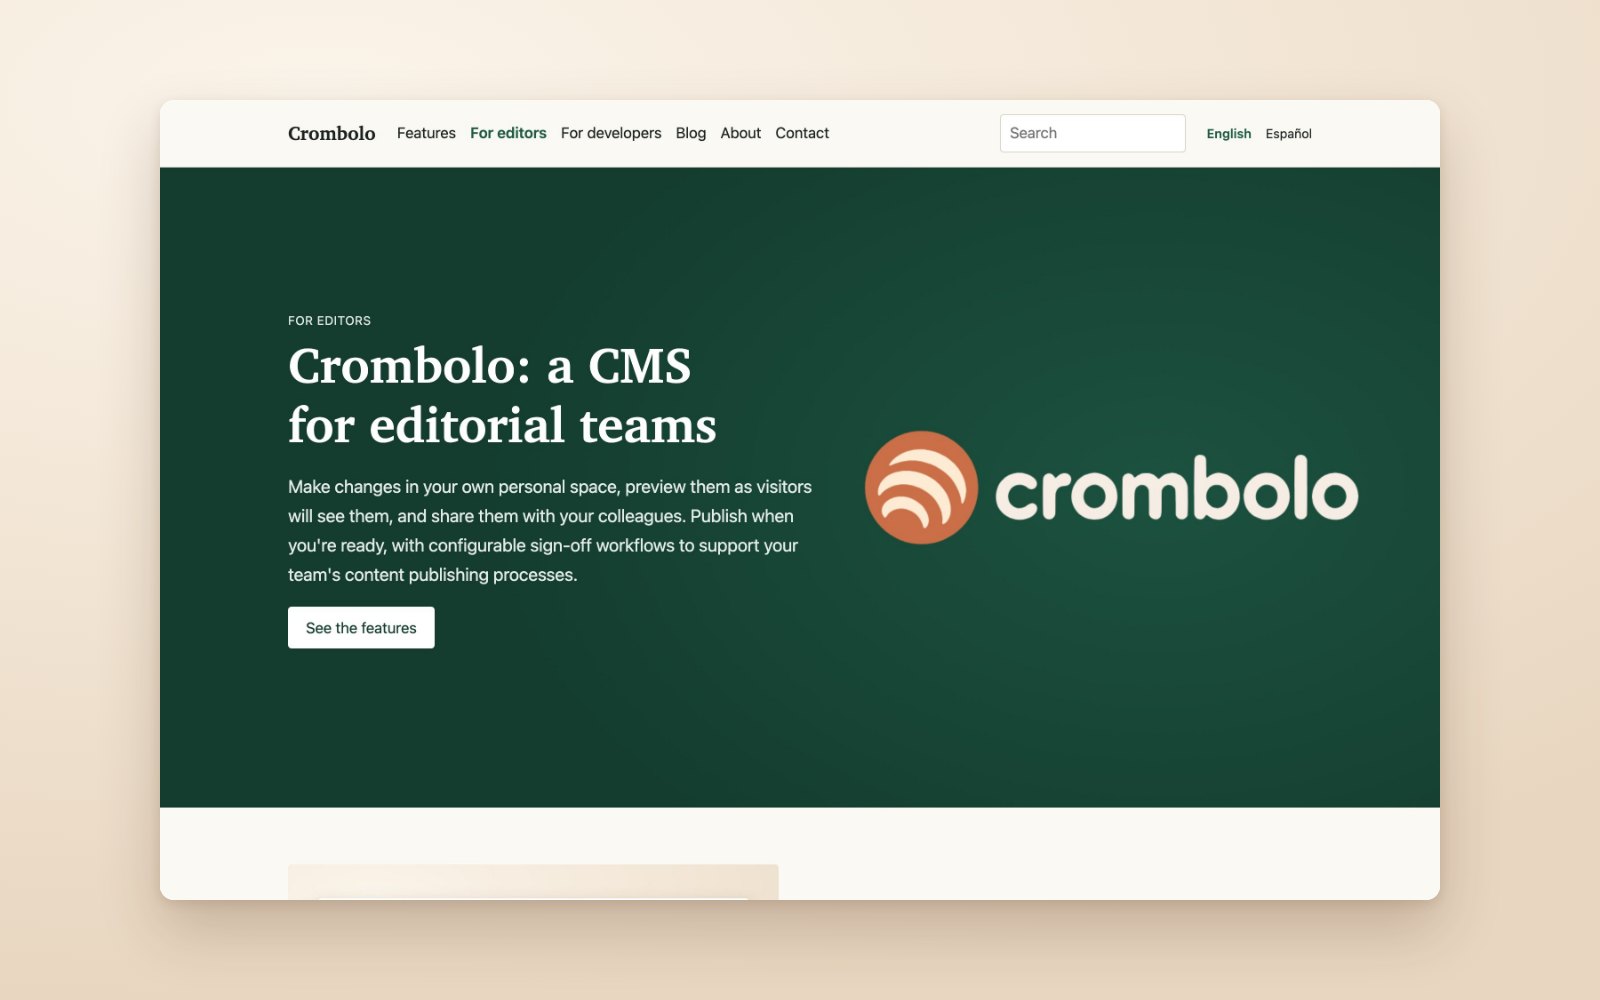 Crombolo Features For editors For developers Blog About Contact Search English Español
FOR EDITORS
Crombolo: a CMS
for editorial teams
Make changes in your own personal space, preview them as visitors
will see them, and share them with your colleagues. Publish when
you're ready, with configurable sign-off workflows to support your
team's content publishing processes.
See the features
crombolo